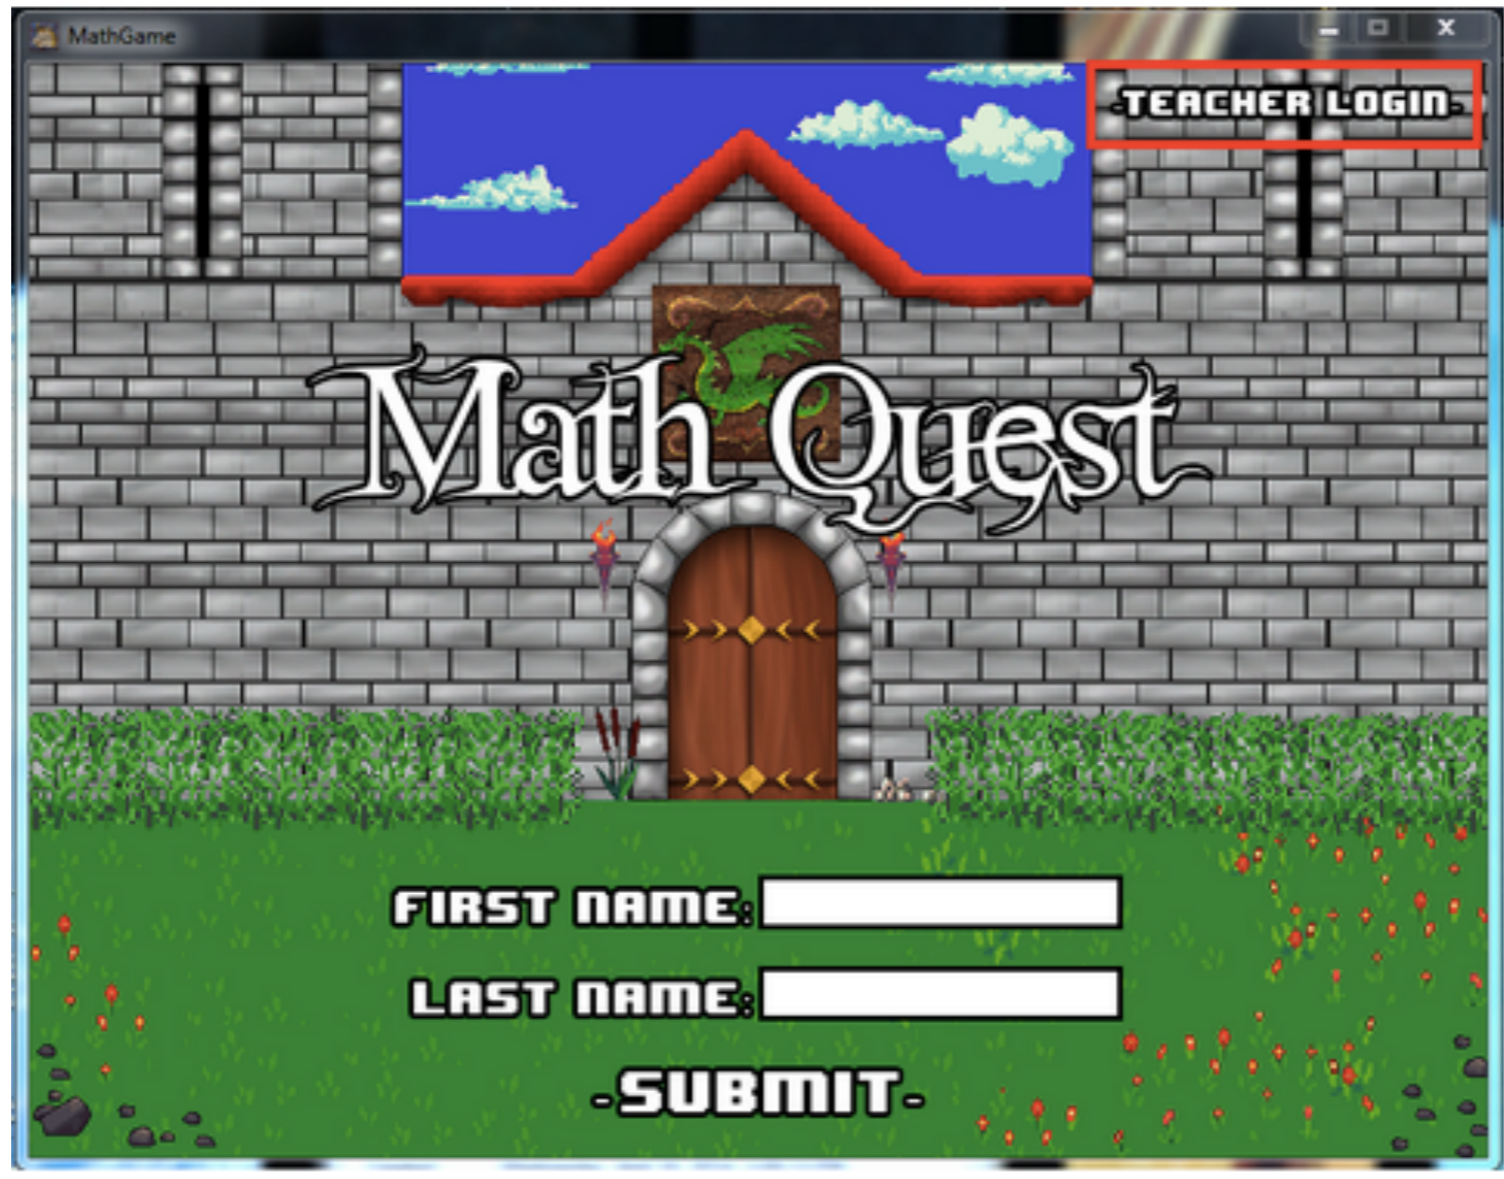 MathGame
-TEACHER LOGIN-
Math Quest
FIRST NAME:
LAST NAME:
-SUBMIT-